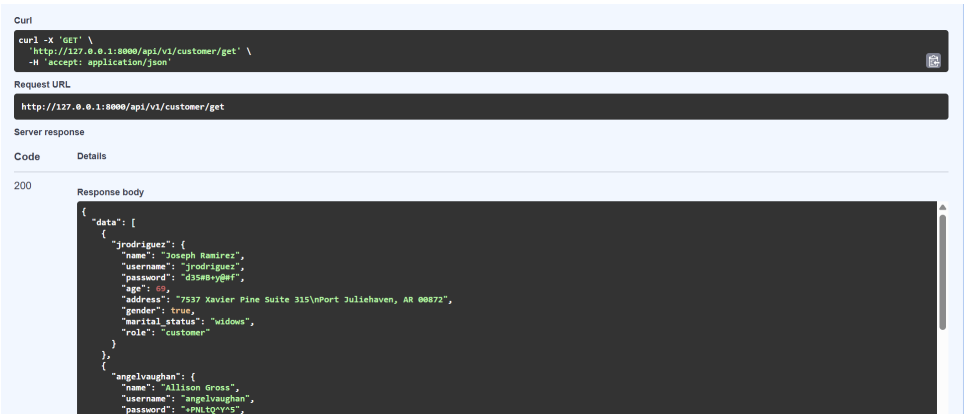 Curl
curl -X 'GET' \
  'http://127.0.0.1:8000/api/v1/customer/get' \
  -H 'accept: application/json'
Request URL
http://127.0.0.1:8000/api/v1/customer/get
Server response
Code Details
200
Response body
{
  "data": [
    {
      "jrodriguez": {
        "name": "Joseph Ramirez",
        "username": "jrodriguez",
        "password": "d35#B+y@#f",
        "age": 69,
        "address": "7537 Xavier Pine Suite 315\nPort Juliehaven, AR 00872",
        "gender": true,
        "marital_status": "widows",
        "role": "customer"
      }
    },
    {
      "angelvaughan": {
        "name": "Allison Gross",
        "username": "angelvaughan",
        "password": "+PNLtQ^Y^5",